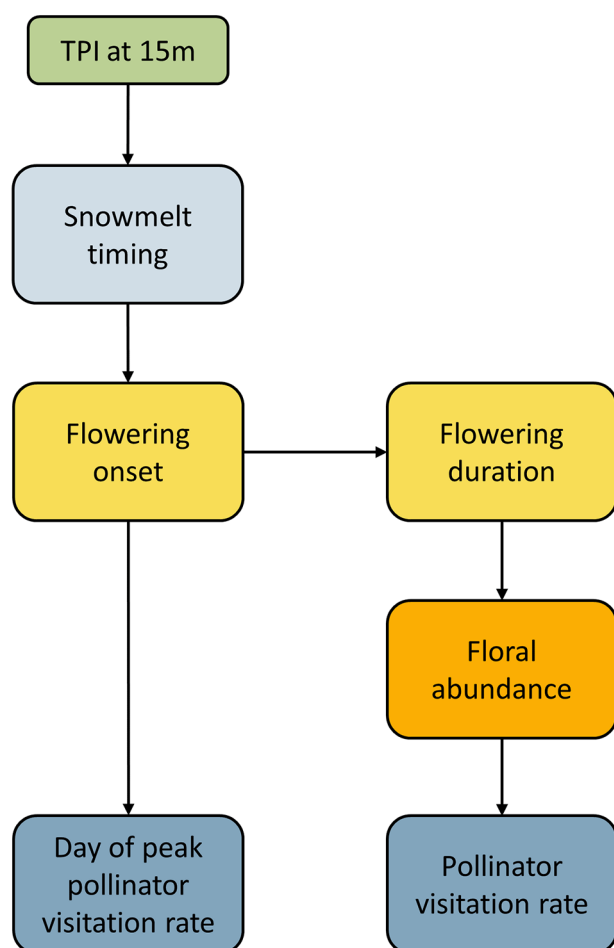 TPI at 15m
Snowmelt
timing
Flowering
onset
Flowering
duration
Floral
abundance
Day of peak
pollinator
visitation rate
Pollinator
visitation rate